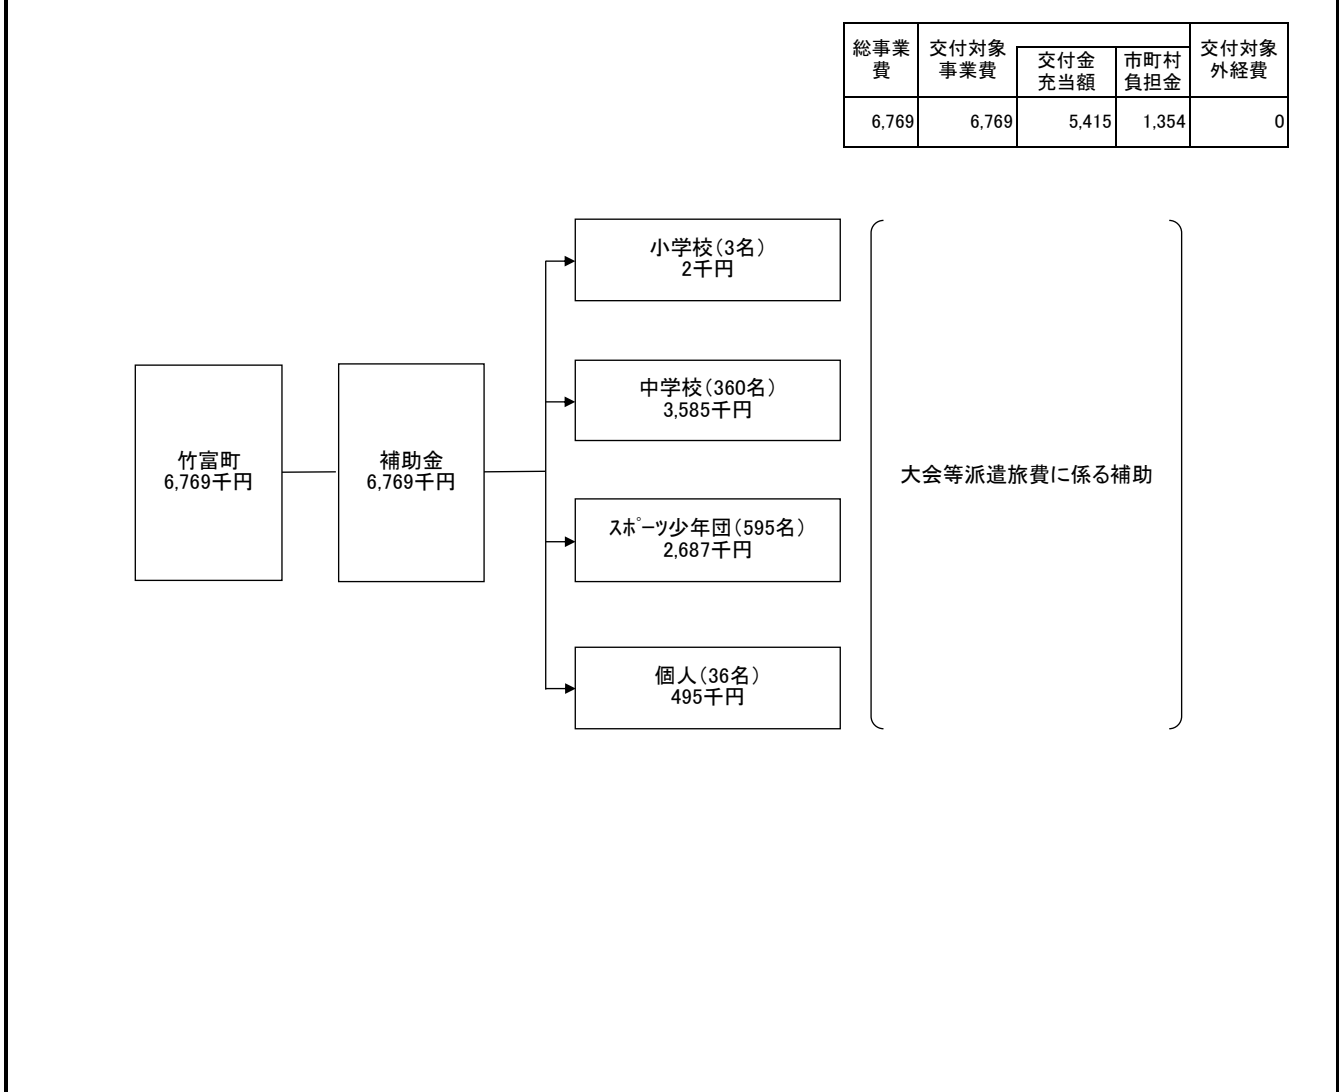 総事業
費
交付対象
事業費
交付金
充当額
市町村
負担金
交付対象
外経費
6,769
6,769
5,415
1,354
0
小学校（3名）
2千円
中学校（360名）
3,585千円
竹富町
6,769千円
補助金
6,769千円
大会等派遣旅費に係る補助
ｽﾎﾟｰﾂ少年団（595名）
2,687千円
個人（36名）
495千円